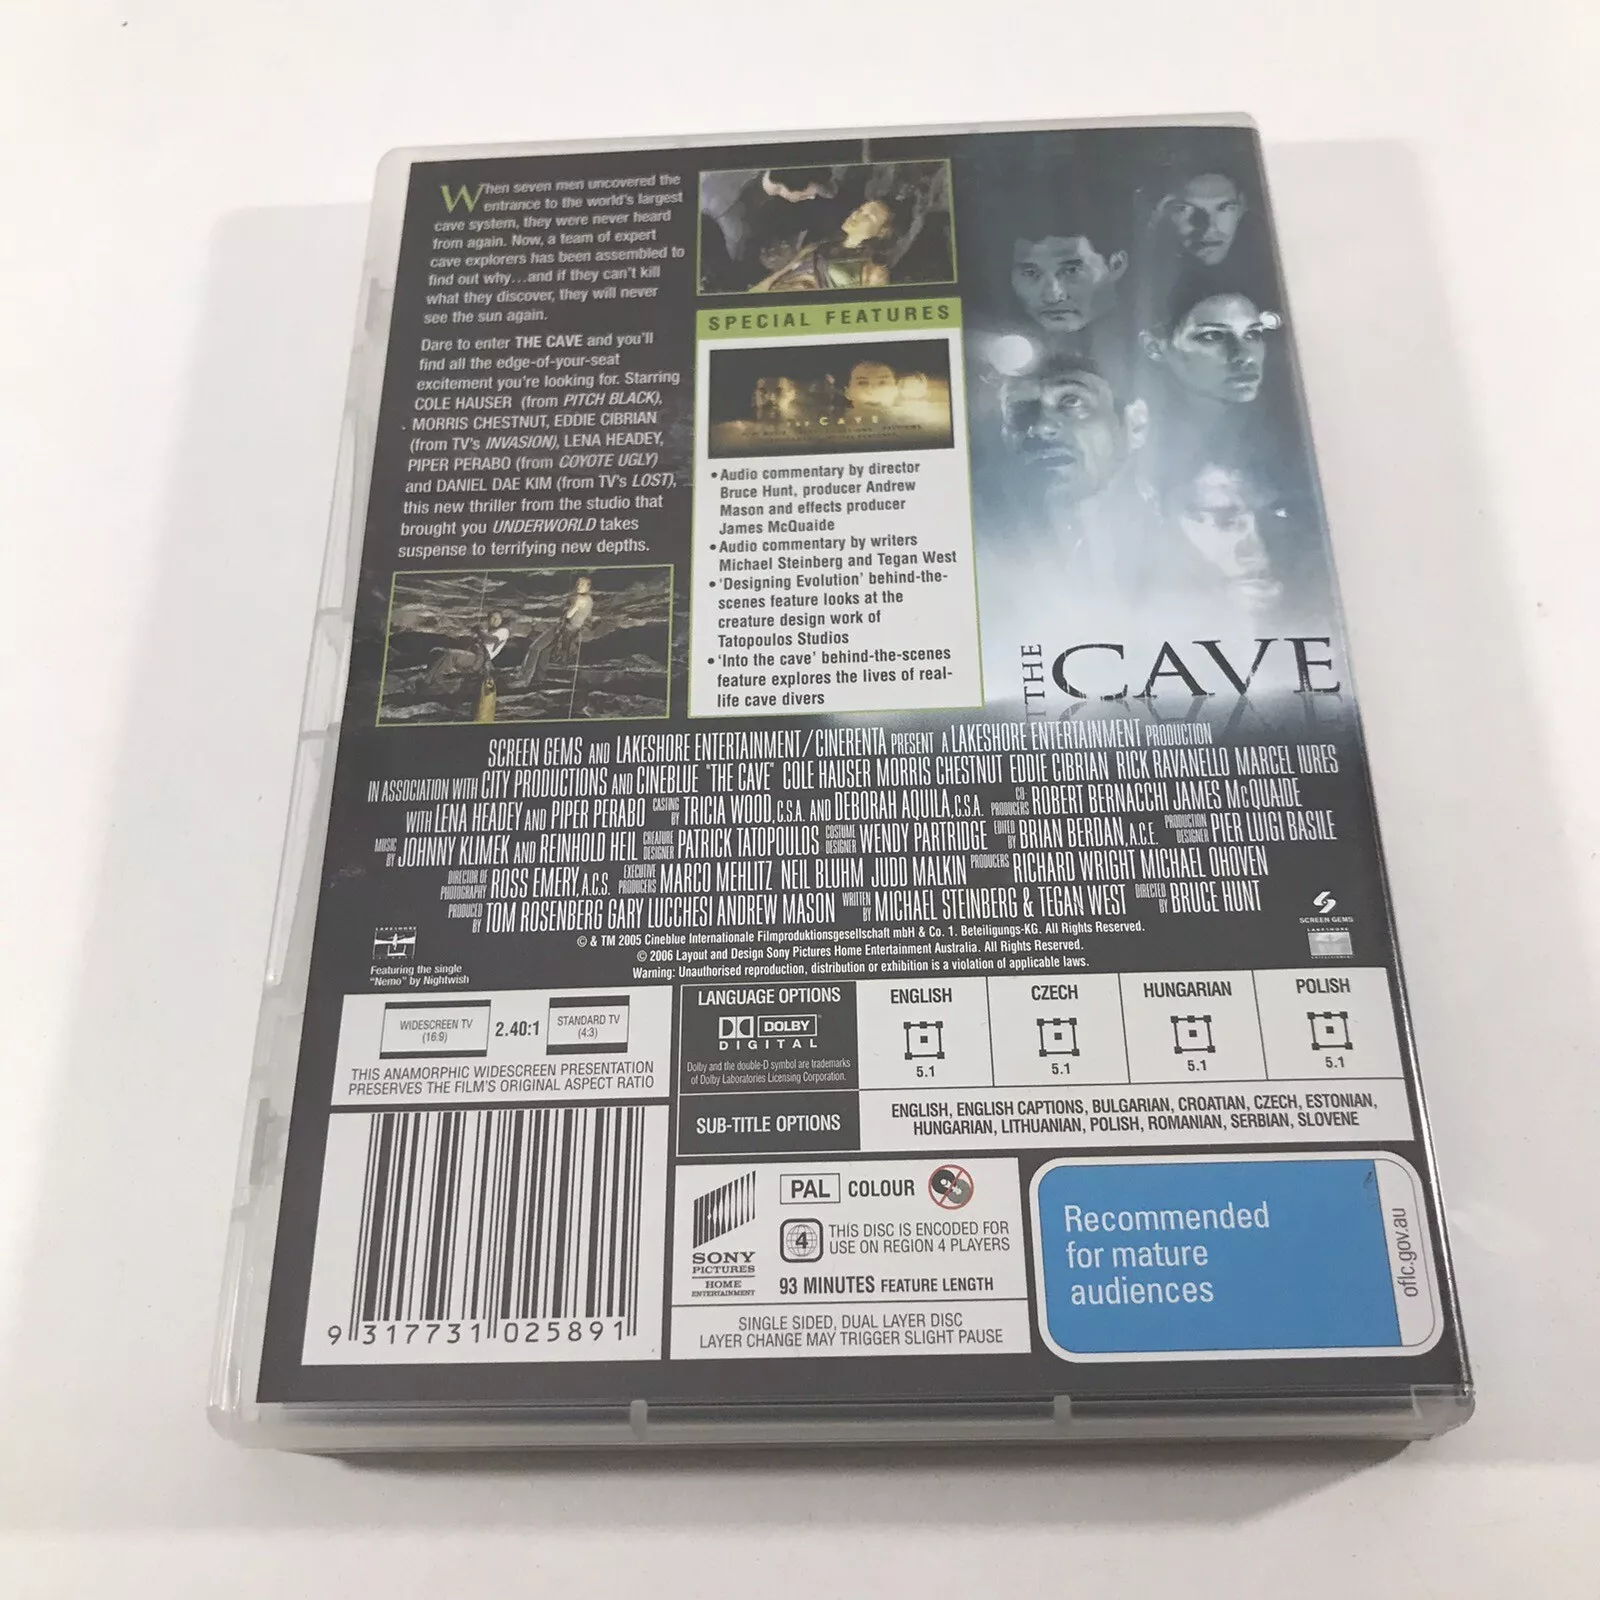 When seven men uncovered the
entrance to the world's largest
cave system, they were never heard
from again. Now, a team of expert
cave explorers has been assembled to
find out why...and if they can't kill
what they discover, they will never
see the sun again.
Dare to enter THE CAVE and you'll
find all the edge-of-your-seat
excitement you're looking for. Starring
COLE HAUSER (from PITCH BLACK),
MORRIS CHESTNUT, EDDIE CIBRIAN
(from TV's INVASION), LENA HEADEY,
PIPER PERABO (from COYOTE UGLY)
and DANIEL DAE KIM (from TV's LOST),
this new thriller from the studio that
brought you UNDERWORLD takes
suspense to terrifying new depths.
SPECIAL FEATURES
THE CAVE
• Audio commentary by director
Bruce Hunt, producer Andrew
Mason and effects producer
James McQuaide
• Audio commentary by writers
Michael Steinberg and Tegan West
• 'Designing Evolution' behind-the-
scenes feature looks at the
creature design work of
Tatopoulos Studios
• 'Into the cave' behind-the-scenes
feature explores the lives of real-
life cave divers
THE CAVE
SCREEN GEMS AND LAKESHORE ENTERTAINMENT/CINERENTA PRESENT A LAKESHORE ENTERTAINMENT PRODUCTION
IN ASSOCIATION WITH CITY PRODUCTIONS AND CINEBLUE "THE CAVE" COLE HAUSER MORRIS CHESTNUT EDDIE CIBRIAN RICK RAVANELLO MARCEL IURES
WITH LENA HEADEY AND PIPER PERABO CASTING BY TRICIA WOOD, C.S.A. AND DEBORAH AQUILA, C.S.A. CO-PRODUCERS ROBERT BERNACCHI JAMES McQUAIDE
MUSIC BY JOHNNY KLIMEK AND REINHOLD HEIL CREATURE DESIGNER PATRICK TATOPOULOS COSTUME DESIGNER WENDY PARTRIDGE EDITED BY BRIAN BERDAN, A.C.E. PRODUCTION DESIGNER PIER LUIGI BASILE
DIRECTOR OF PHOTOGRAPHY ROSS EMERY, A.C.S. EXECUTIVE PRODUCERS MARCO MEHLITZ NEIL BLUHM JUDD MALKIN PRODUCERS RICHARD WRIGHT MICHAEL OHOVEN
PRODUCED BY TOM ROSENBERG GARY LUCCHESI ANDREW MASON WRITTEN BY MICHAEL STEINBERG & TEGAN WEST DIRECTED BY BRUCE HUNT
© & TM 2005 Cineblue Internationale Filmproduktionsgesellschaft mbH & Co. 1. Beteiligungs-KG. All Rights Reserved.
© 2006 Layout and Design Sony Pictures Home Entertainment Australia. All Rights Reserved.
Warning: Unauthorised reproduction, distribution or exhibition is a violation of applicable laws.
LAKESHORE
Featuring the single
"Nemo" by Nightwish
SCREEN GEMS
LAKESHORE
ENTERTAINMENT
WIDESCREEN TV
(16:9)
2.40:1
STANDARD TV
(4:3)
THIS ANAMORPHIC WIDESCREEN PRESENTATION
PRESERVES THE FILM'S ORIGINAL ASPECT RATIO
LANGUAGE OPTIONS
DOLBY
DIGITAL
Dolby and the double-D symbol are trademarks
of Dolby Laboratories Licensing Corporation.
ENGLISH
5.1
CZECH
5.1
HUNGARIAN
5.1
POLISH
5.1
SUB-TITLE OPTIONS
ENGLISH, ENGLISH CAPTIONS, BULGARIAN, CROATIAN, CZECH, ESTONIAN,
HUNGARIAN, LITHUANIAN, POLISH, ROMANIAN, SERBIAN, SLOVENE
9 317731 025891
SONY
PICTURES
HOME
ENTERTAINMENT
PAL COLOUR
4
THIS DISC IS ENCODED FOR
USE ON REGION 4 PLAYERS
93 MINUTES FEATURE LENGTH
SINGLE SIDED, DUAL LAYER DISC
LAYER CHANGE MAY TRIGGER SLIGHT PAUSE
Recommended
for mature
audiences
oflc.gov.au